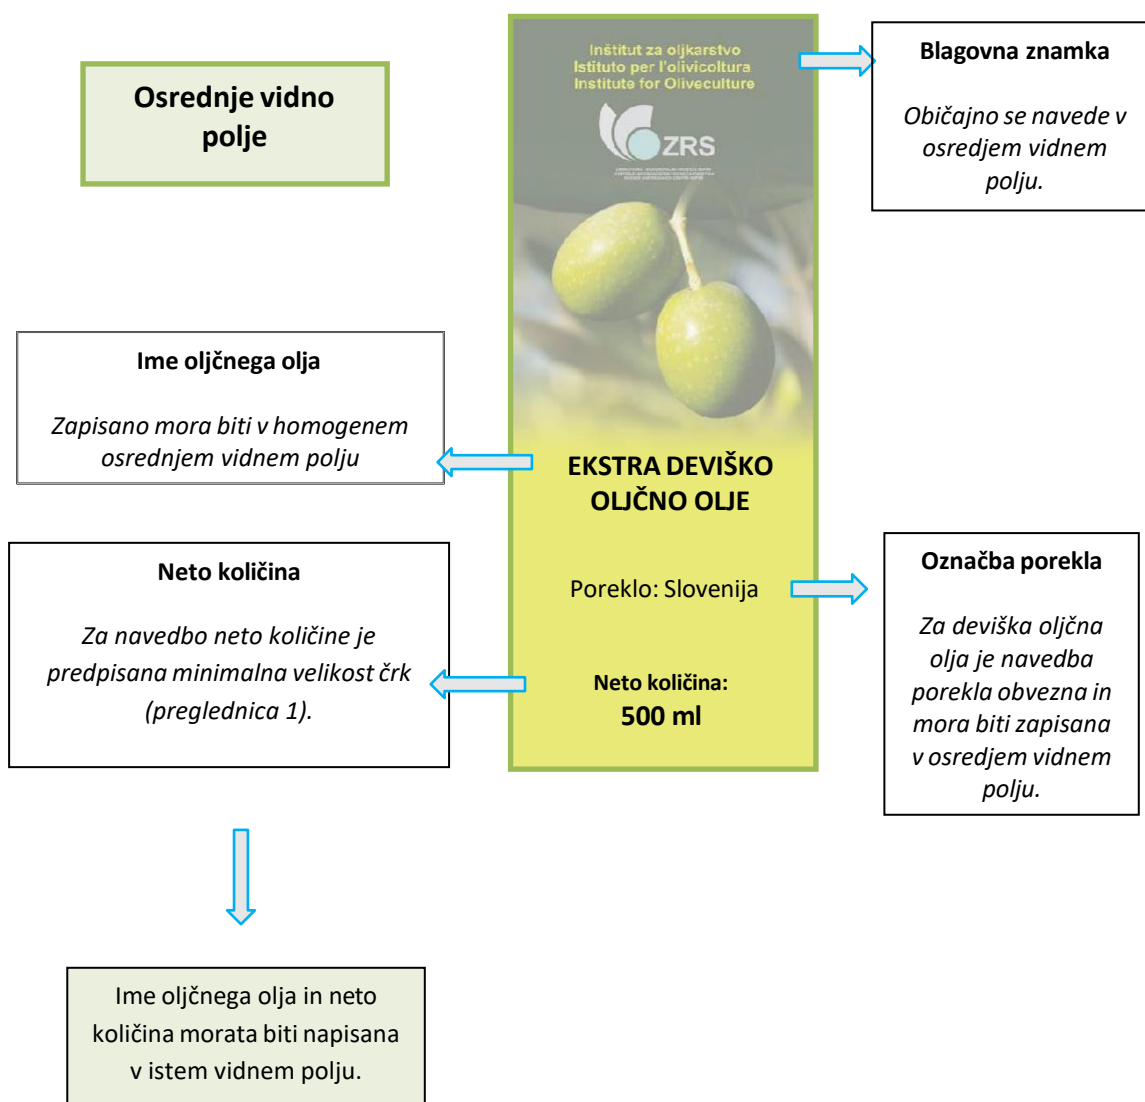 Osrednje vidno
polje
Inštitut za oljkarstvo
Istituto per l'olivicoltura
Institute for Oliveculture
ZRS
Blagovna znamka
Običajno se navede v
osredjem vidnem
polju.
Ime oljčnega olja
Zapisano mora biti v homogenem
osrednjem vidnem polju
EKSTRA DEVIŠKO
OLJČNO OLJE
Neto količina
Za navedbo neto količine je
predpisana minimalna velikost črk
(preglednica 1).
Poreklo: Slovenija
Neto količina:
500 ml
Označba porekla
Za deviška oljčna
olja je navedba
porekla obvezna in
mora biti zapisana
v osredjem vidnem
polju.
Ime oljčnega olja in neto
količina morata biti napisana
v istem vidnem polju.